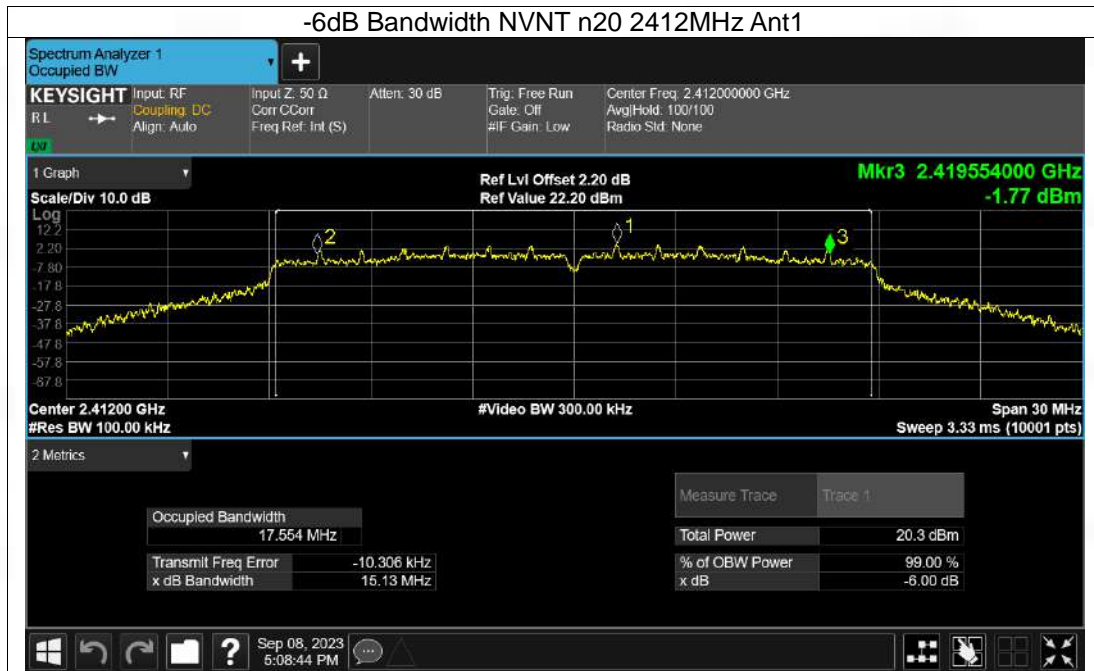 -6dB Bandwidth NVNT n20 2412MHz Ant1
Spectrum Analyzer 1
Occupied BW
+
KEYSIGHT
R L
LXI
Input: RF
Coupling: DC
Align: Auto
Input Z: 50 Ω
Corr CCorr
Freq Ref: Int (S)
Atten: 30 dB
Trig: Free Run
Gate: Off
#IF Gain: Low
Center Freq: 2.412000000 GHz
Avg|Hold: 100/100
Radio Std: None
1 Graph
Scale/Div 10.0 dB
Ref Lvl Offset 2.20 dB
Ref Value 22.20 dBm
Mkr3 2.419554000 GHz
-1.77 dBm
Log
12.2
2.20
-7.80
-17.8
-27.8
-37.8
-47.8
-57.8
-67.8
2
1
3
Center 2.41200 GHz
#Res BW 100.00 kHz
#Video BW 300.00 kHz
Span 30 MHz
Sweep 3.33 ms (10001 pts)
2 Metrics
Measure Trace Trace 1
Occupied Bandwidth
17.554 MHz
Total Power 20.3 dBm
Transmit Freq Error -10.306 kHz
% of OBW Power 99.00 %
x dB Bandwidth 15.13 MHz
x dB -6.00 dB
?
Sep 08, 2023
5:08:44 PM